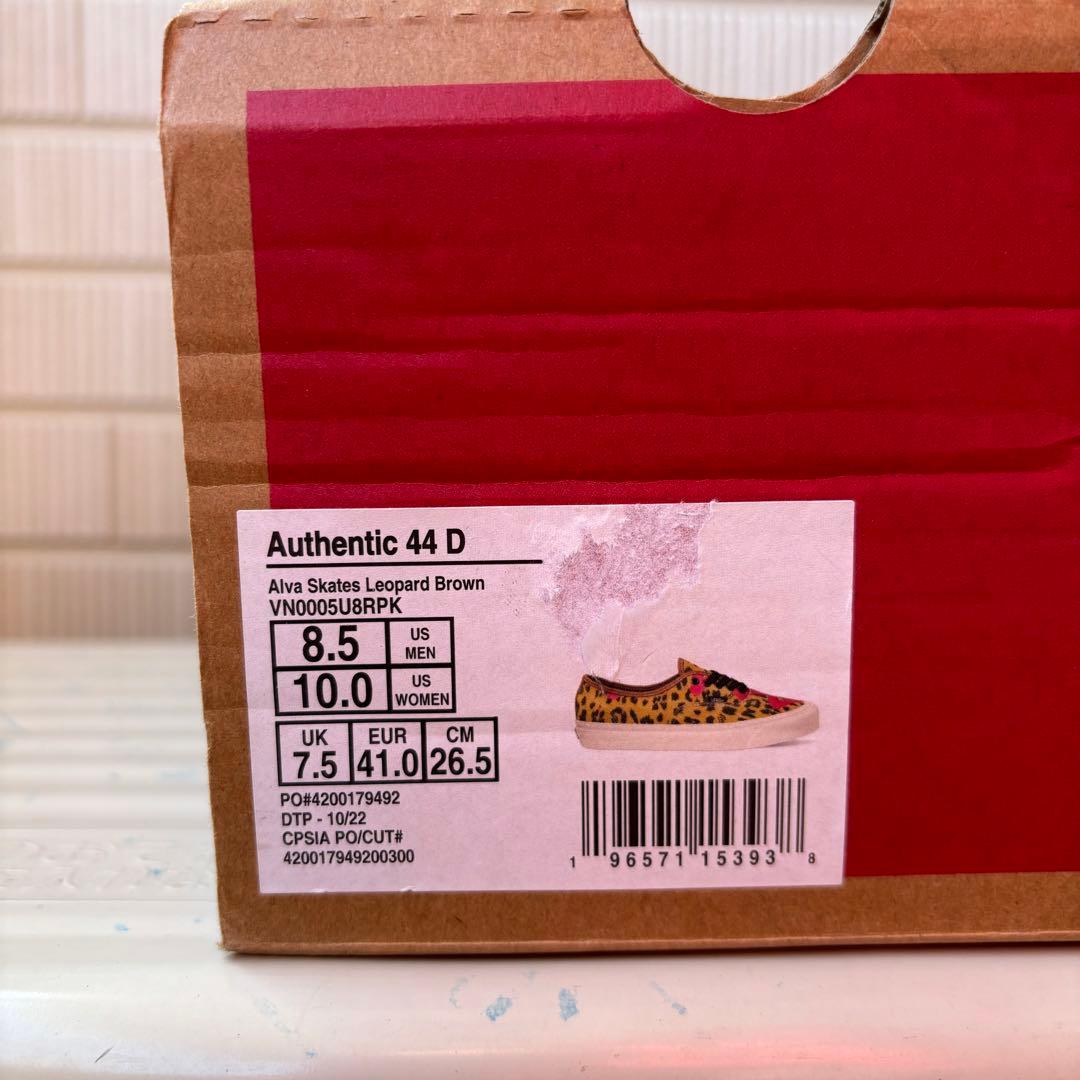 Authentic 44 D
Alva Skates Leopard Brown
VN0005U8RPK
8.5 US MEN
10.0 US WOMEN
UK EUR CM
7.5 41.0 26.5
PO#4200179492
DTP - 10/22
CPSIA PO/CUT#
420017949200300
1 96571 15393 8